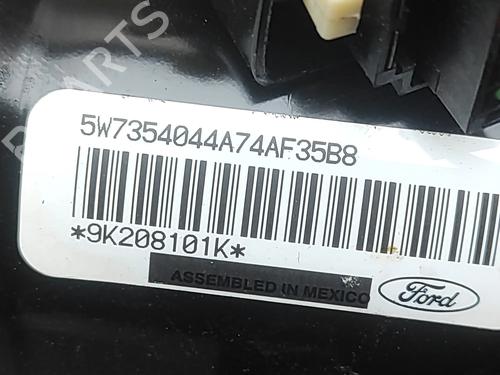 5W7354044A74AF35B8
*9K208101K*
ASSEMBLED IN MEXICO
Ford